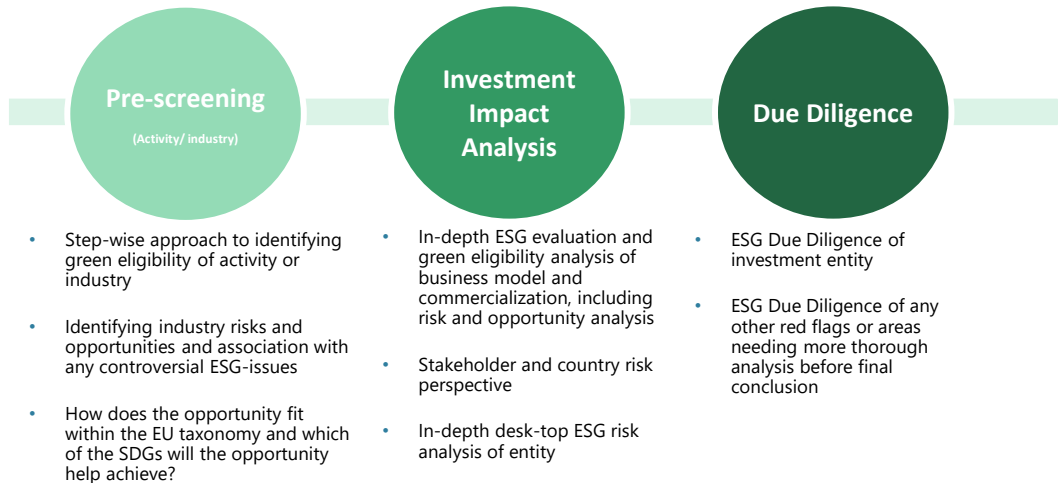 Pre-screening
(Activity/ industry)
• Step-wise approach to identifying
green eligibility of activity or
industry
• Identifying industry risks and
opportunities and association with
any controversial ESG-issues
• How does the opportunity fit
within the EU taxonomy and which
of the SDGs will the opportunity
help achieve?
Investment
Impact
Analysis
• In-depth ESG evaluation and
green eligibility analysis of
business model and
commercialization, including
risk and opportunity analysis
• Stakeholder and country risk
perspective
• In-depth desk-top ESG risk
analysis of entity
Due Diligence
• ESG Due Diligence of
investment entity
• ESG Due Diligence of any
other red flags or areas
needing more thorough
analysis before final
conclusion